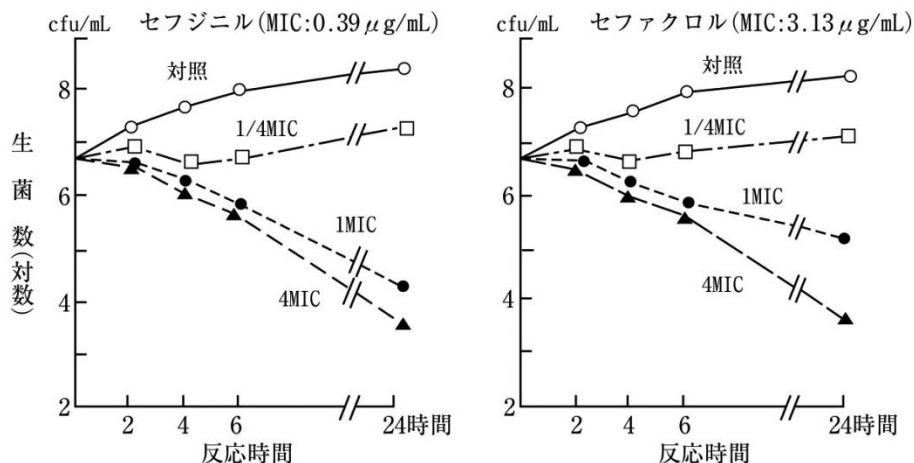 cfu/mL セフジニル(MIC:0.39μg/mL)
対照
1/4MIC
1MIC
4MIC
8
6
4
2
生菌数(対数)
2 4 6 24時間
反応時間
cfu/mL セファクロル(MIC:3.13μg/mL)
対照
1/4MIC
1MIC
4MIC
8
6
4
2
2 4 6 24時間
反応時間